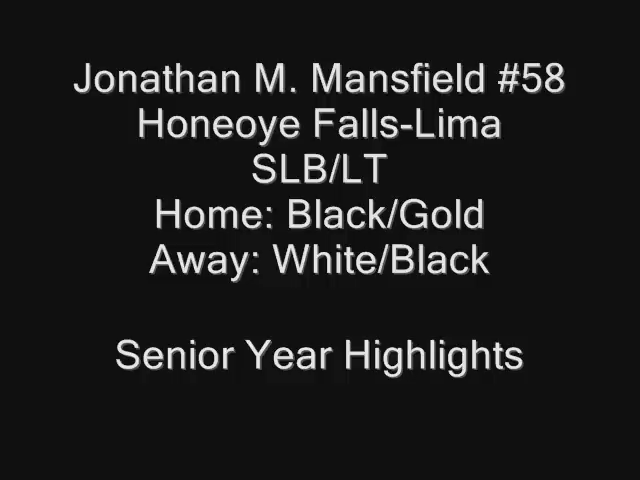 Jonathan M. Mansfield #58
Honeoye Falls-Lima
SLB/LT
Home: Black/Gold
Away: White/Black
Senior Year Highlights